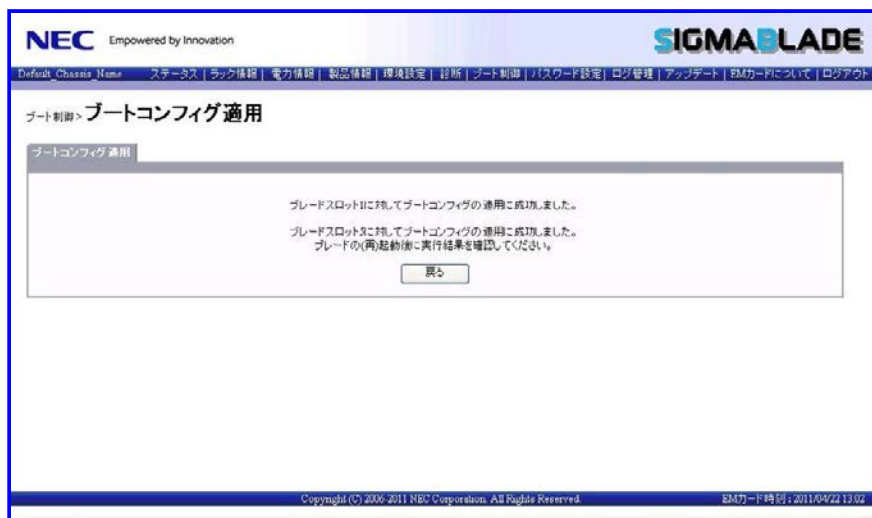 NEC Empowered by Innovation
SIGMABLADE
Default_Chassis_Name ステータス | ラック情報 | 電力情報 | 製品情報 | 環境設定 | 診断 | ブート制御 | パスワード設定 | ログ管理 | アップデート | EMカードについて | ログアウト
ブート制御 > ブートコンフィグ適用
ブートコンフィグ適用
ブレードスロット1に対してブートコンフィグの適用に成功しました。
ブレードスロットに対してブートコンフィグの適用に成功しました。
ブレードの(再)起動後に実行結果を確認してください。
戻る
Copyright (C) 2006-2011 NEC Corporation. All Rights Reserved.
EMカード時刻 : 2011/04/22 13:02